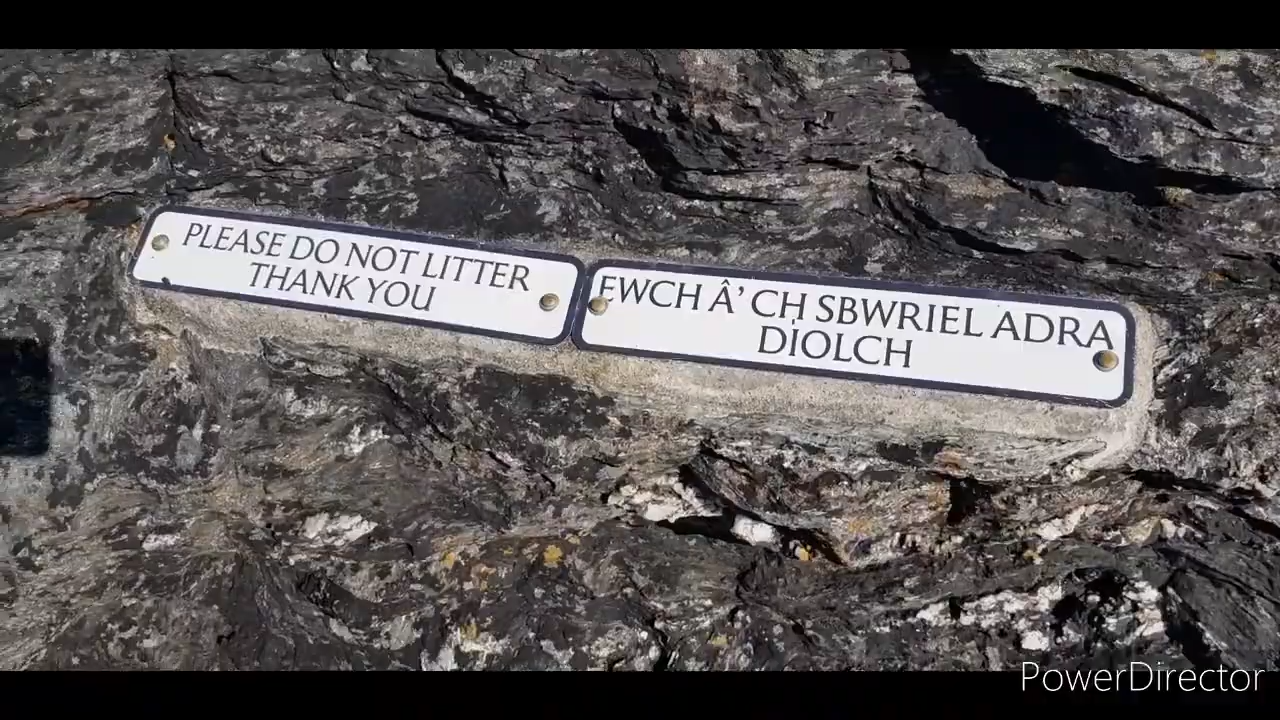 PLEASE DO NOT LITTER
THANK YOU
EWCH Â' CH SBWRIEL ADRA
DIOLCH
PowerDirector